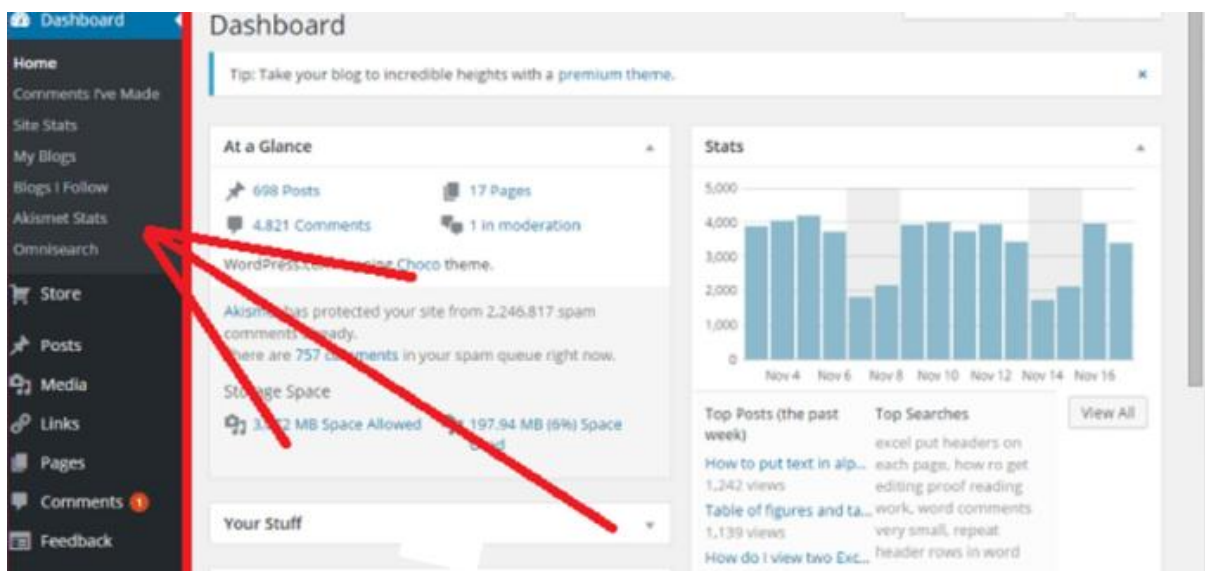 Dashboard
Home
Comments I've Made
Site Stats
My Blogs
Blogs I Follow
Akismet Stats
Omnisearch
Store
Posts
Media
Links
Pages
Comments 1
Feedback
Dashboard
Tip: Take your blog to incredible heights with a premium theme.
At a Glance
698 Posts 17 Pages
4,821 Comments 1 in moderation
Choco theme.
has protected your site from 2,246,817 spam
comments
are 757 comments in your spam queue right now.
Space
MB Space Allowed 197.94 MB (6%) Space
Your Stuff
Stats
5,000
4,000
3,000
2,000
1,000
0
Nov 4 Nov 6 Nov 8 Nov 10 Nov 12 Nov 14 Nov 16
Top Posts (the past
week)
How to put text in alp...
1,242 views
Table of figures and ta...
1,139 views
How do I view two Exc...
Top Searches
excel put headers on
each page, how ro get
editing proof reading
work, word comments
very small, repeat
header rows in word
View All